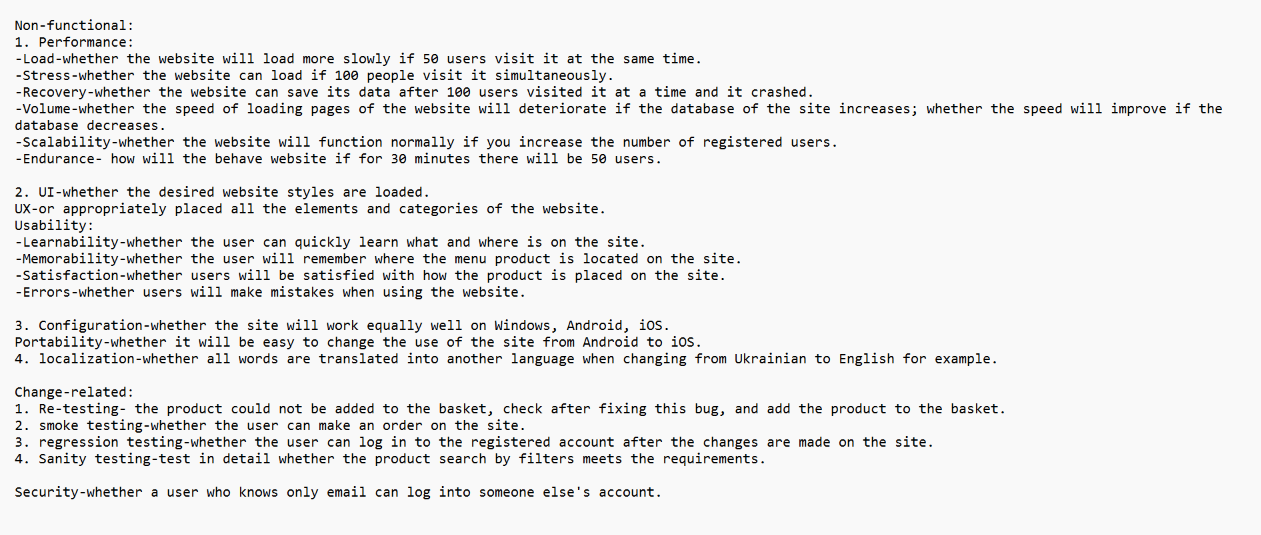 Non-functional:
1. Performance:
-Load-whether the website will load more slowly if 50 users visit it at the same time.
-Stress-whether the website can load if 100 people visit it simultaneously.
-Recovery-whether the website can save its data after 100 users visited it at a time and it crashed.
-Volume-whether the speed of loading pages of the website will deteriorate if the database of the site increases; whether the speed will improve if the
database decreases.
-Scalability-whether the website will function normally if you increase the number of registered users.
-Endurance- how will the behave website if for 30 minutes there will be 50 users.
2. UI-whether the desired website styles are loaded.
UX-or appropriately placed all the elements and categories of the website.
Usability:
-Learnability-whether the user can quickly learn what and where is on the site.
-Memorability-whether the user will remember where the menu product is located on the site.
-Satisfaction-whether users will be satisfied with how the product is placed on the site.
-Errors-whether users will make mistakes when using the website.
3. Configuration-whether the site will work equally well on Windows, Android, iOS.
Portability-whether it will be easy to change the use of the site from Android to iOS.
4. localization-whether all words are translated into another language when changing from Ukrainian to English for example.
Change-related:
1. Re-testing- the product could not be added to the basket, check after fixing this bug, and add the product to the basket.
2. smoke testing-whether the user can make an order on the site.
3. regression testing-whether the user can log in to the registered account after the changes are made on the site.
4. Sanity testing-test in detail whether the product search by filters meets the requirements.
Security-whether a user who knows only email can log into someone else's account.